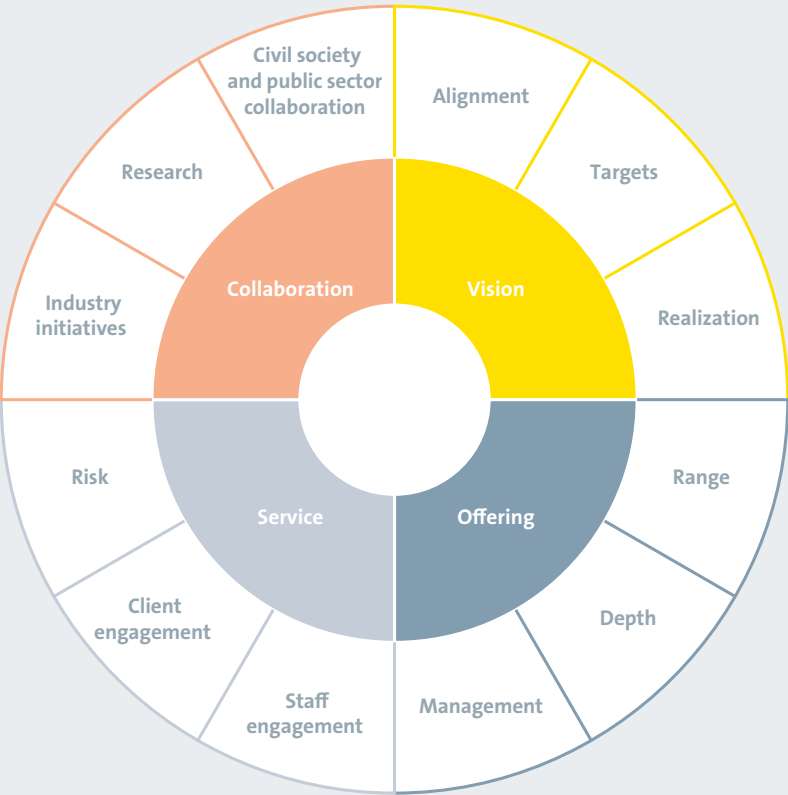 Civil society
and public sector
collaboration
Alignment
Research
Targets
Collaboration
Vision
Industry
initiatives
Realization
Risk
Range
Service
Offering
Client
engagement
Depth
Staff
engagement
Management